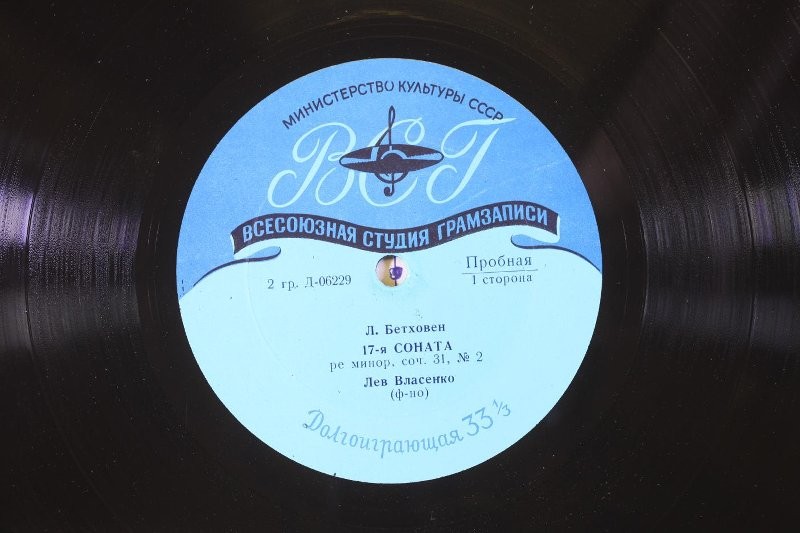 МИНИСТЕРСТВО КУЛЬТУРЫ СССР
ВСГ
ВСЕСОЮЗНАЯ СТУДИЯ ГРАМЗАПИСИ
2 гр. Д-06229
Пробная
1 сторона
Л. Бетховен
17-я СОНАТА
ре минор, соч. 31, № 2
Лев Власенко
(ф-по)
Долгоиграющая 33 1/3